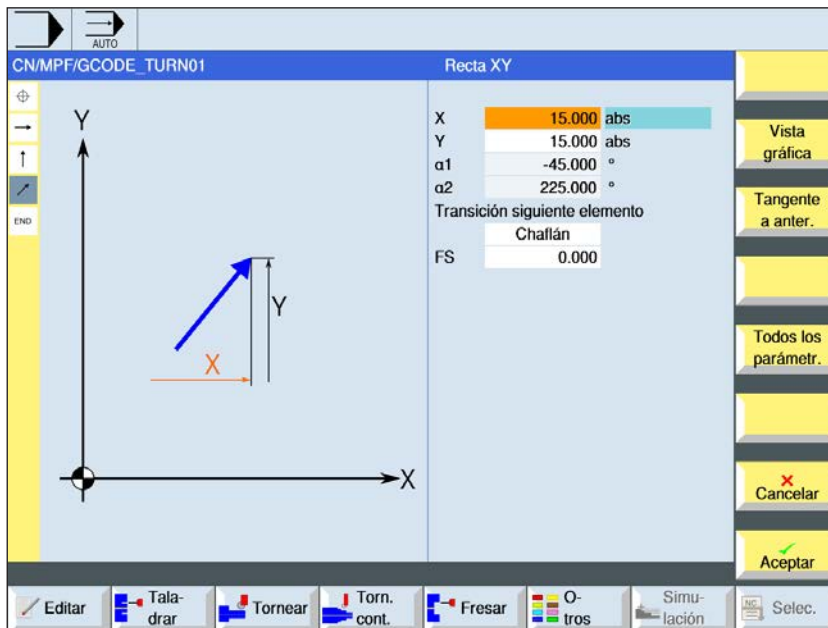 AUTO
CN/MPF/GCODE_TURN01
Recta XY
X 15.000 abs
Y 15.000 abs
α1 -45.000 °
α2 225.000 °
Transición siguiente elemento
Chaflán
FS 0.000
END
Y
Y
X
X
Vista
gráfica
Tangente
a anter.
Todos los
parámetr.
Cancelar
Aceptar
Editar
Tala-
drar
Tornear
Torn.
cont.
Fresar
O-
tros
Simu-
lación
NC
Selec.